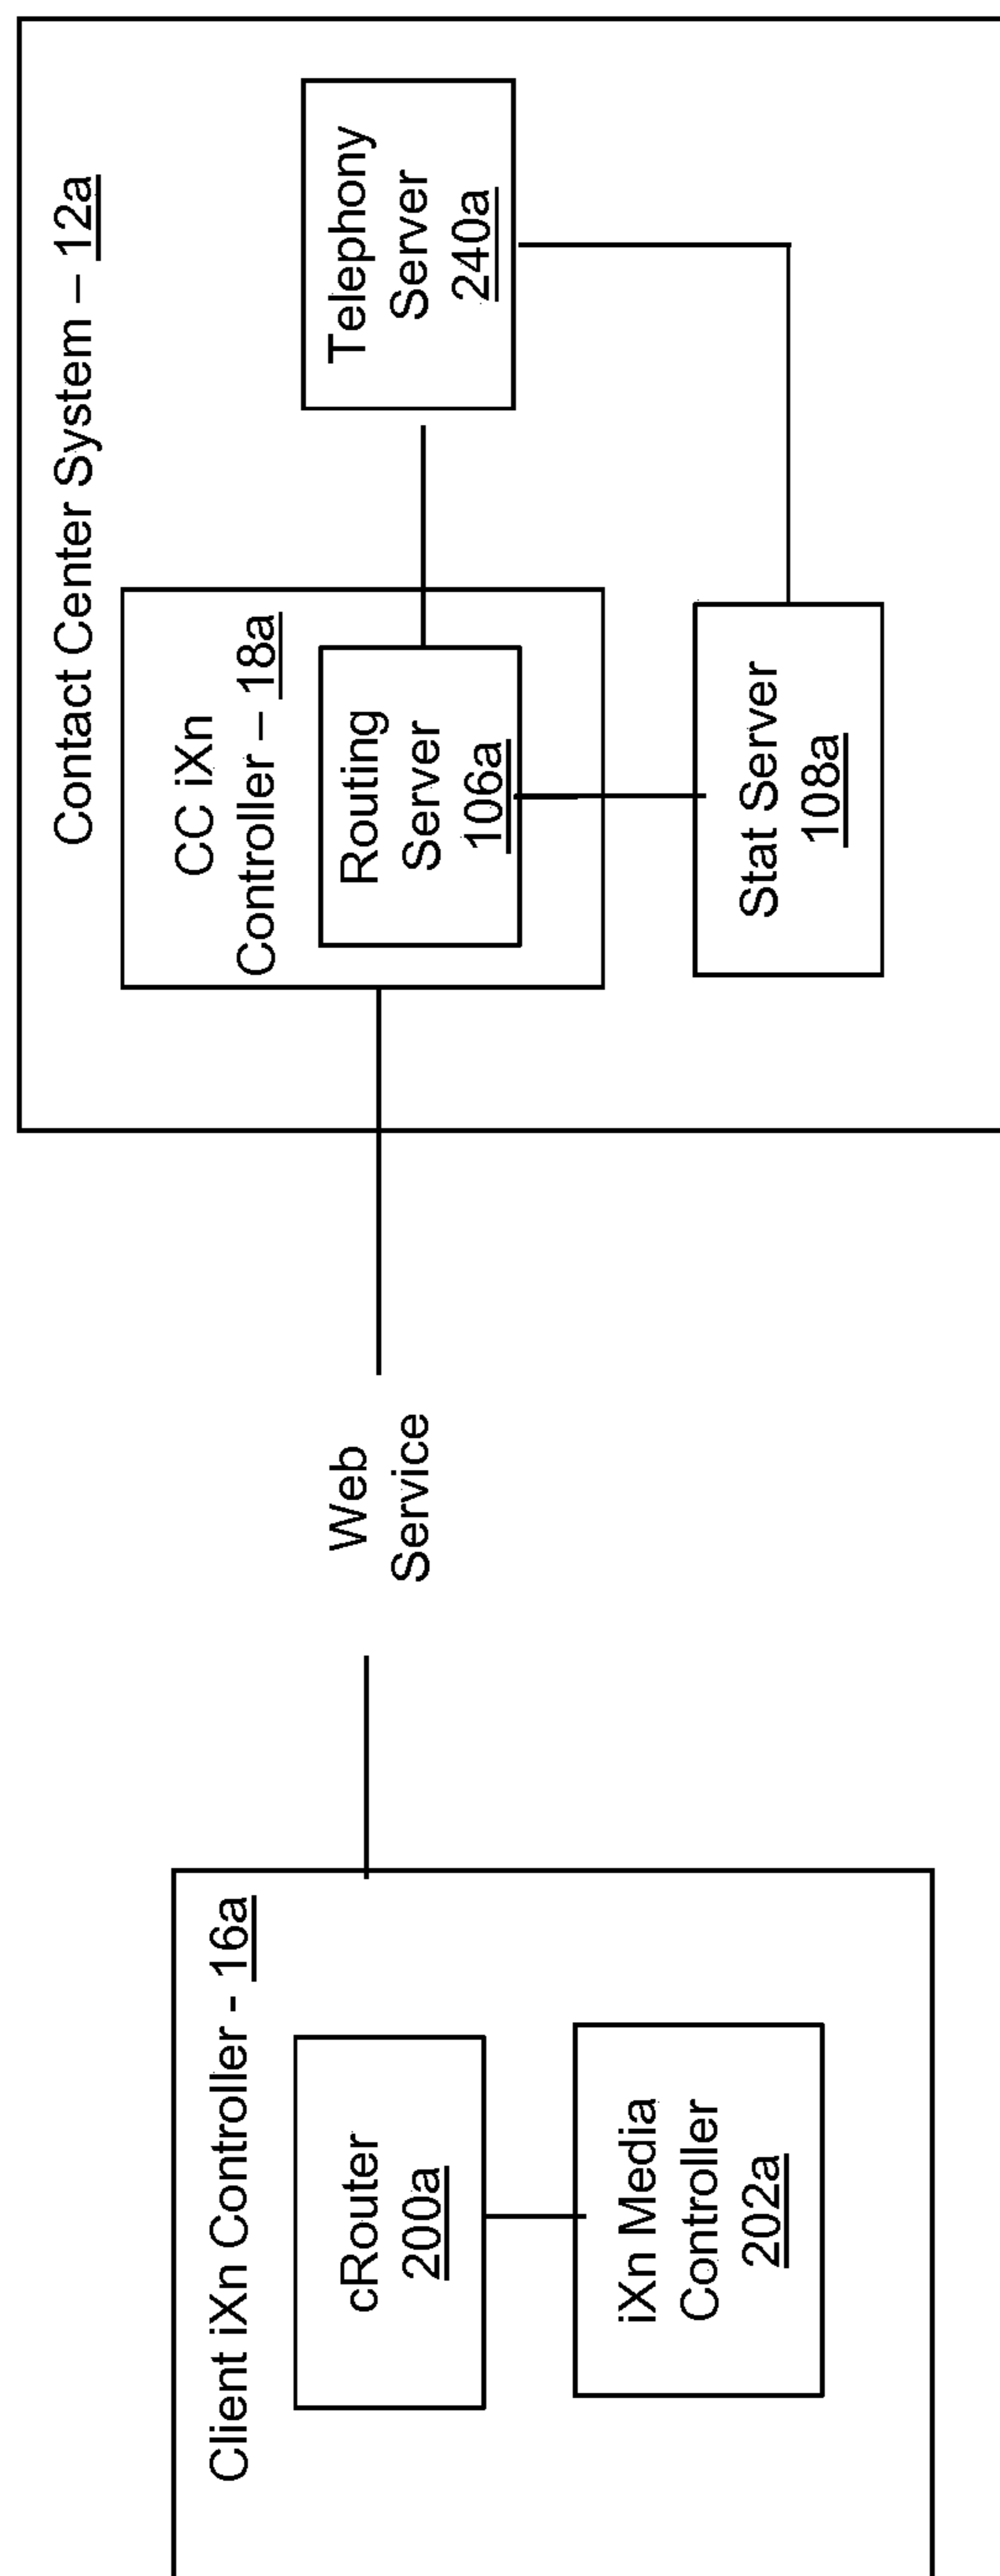 Client iXn Controller - 16a
cRouter
200a
iXn Media
Controller
202a
Web
Service
Contact Center System – 12a
CC iXn
Controller – 18a
Routing
Server
106a
Stat Server
108a
Telephony
Server
240a